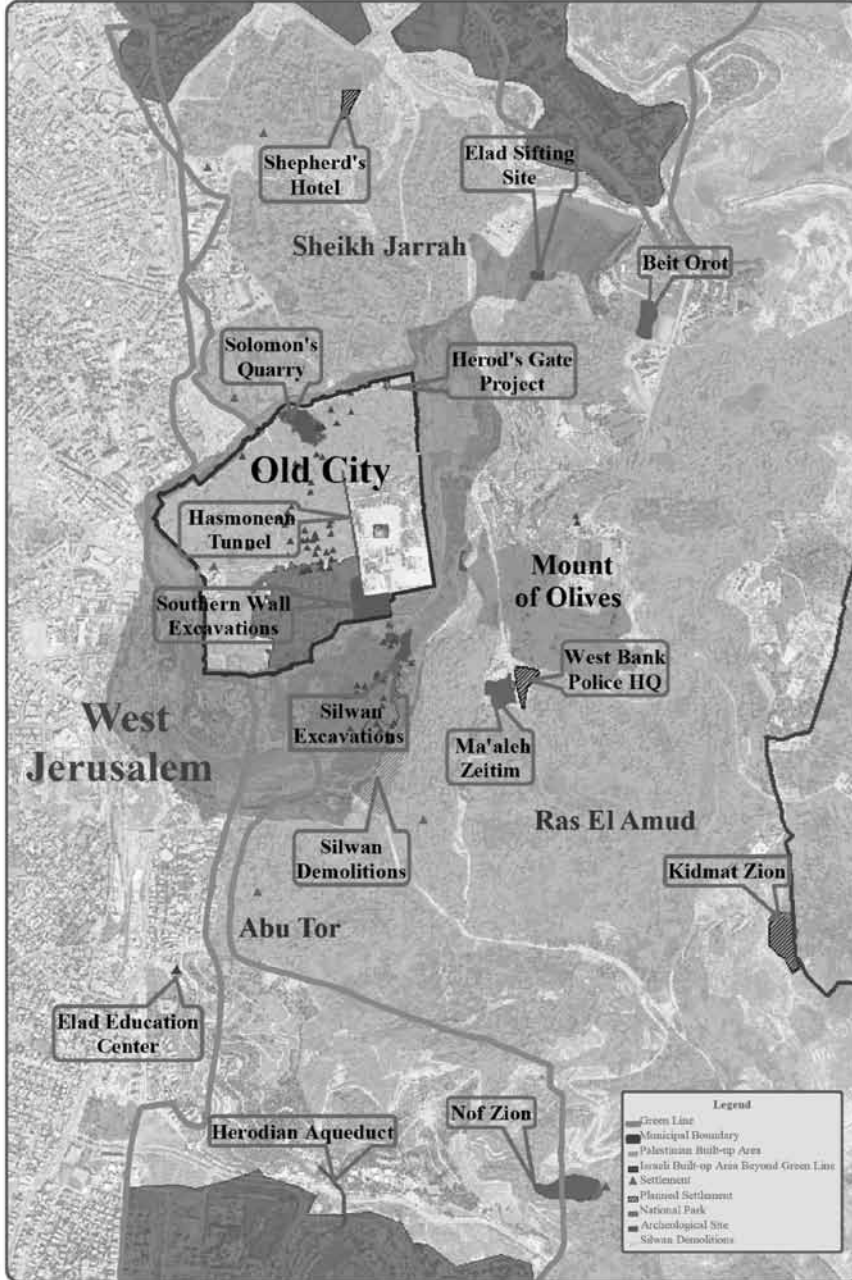 Shepherd's
Hotel
Elad Sifting
Site
Sheikh Jarrah
Beit Orot
Solomon's
Quarry
Herod's Gate
Project
Old City
Hasmonean
Tunnel
Mount
of Olives
Southern Wall
Excavations
West Bank
Police HQ
West
Jerusalem
Silwan
Excavations
Ma'aleh
Zeitim
Ras El Amud
Silwan
Demolitions
Kidmat Zion
Abu Tor
Elad Education
Center
Nof Zion
Herodian Aqueduct
Legend
Green Line
Municipal Boundary
Palestinian Built-up Area
Israeli Built-up Area Beyond Green Line
Settlement
Planned Settlement
National Park
Archeological Site
Silwan Demolitions